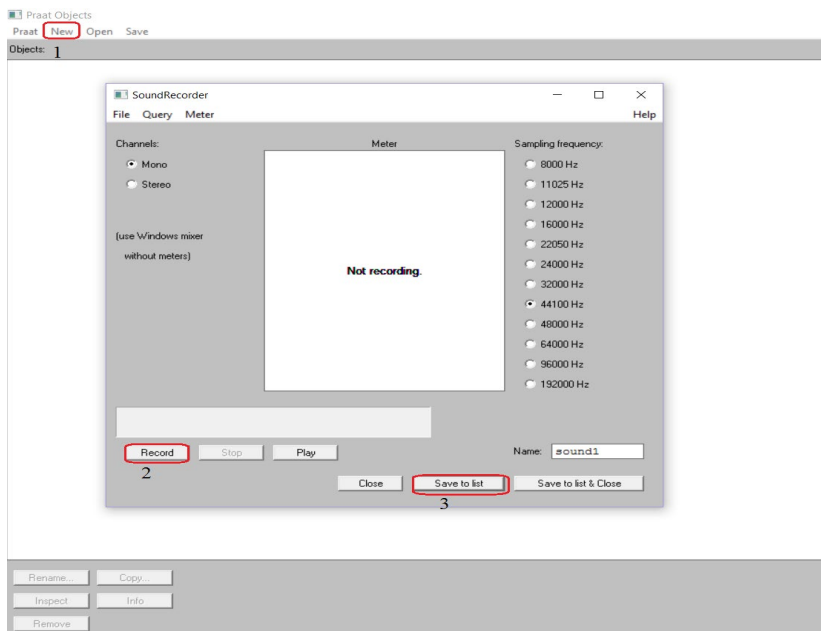 Praat Objects
Praat New Open Save
Objects: 1
SoundRecorder
File Query Meter Help
Channels:
Mono
Stereo
(use Windows mixer
without meters)
Meter
Not recording.
Sampling frequency:
8000 Hz
11025 Hz
12000 Hz
16000 Hz
22050 Hz
24000 Hz
32000 Hz
44100 Hz
48000 Hz
64000 Hz
96000 Hz
192000 Hz
Record Stop Play Name: sound1
2
Close Save to list Save to list & Close
3
Rename... Copy...
Inspect Info
Remove